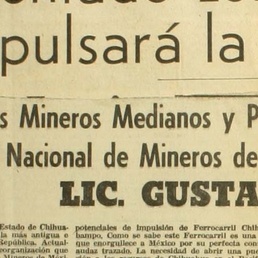 pulsará la
s Mineros Medianos y P
Nacional de Mineros de
LIC. GUSTA
Estado de Chihua-
la más antigua e
República. Actual-
organización que
potenciales de impulsión de Ferrocarril Chih
bampo. Como se sabe este Ferrocarril es una
que enorgullece a México por su perfecta con
audaz trazado. La necesidad de abrir una pue